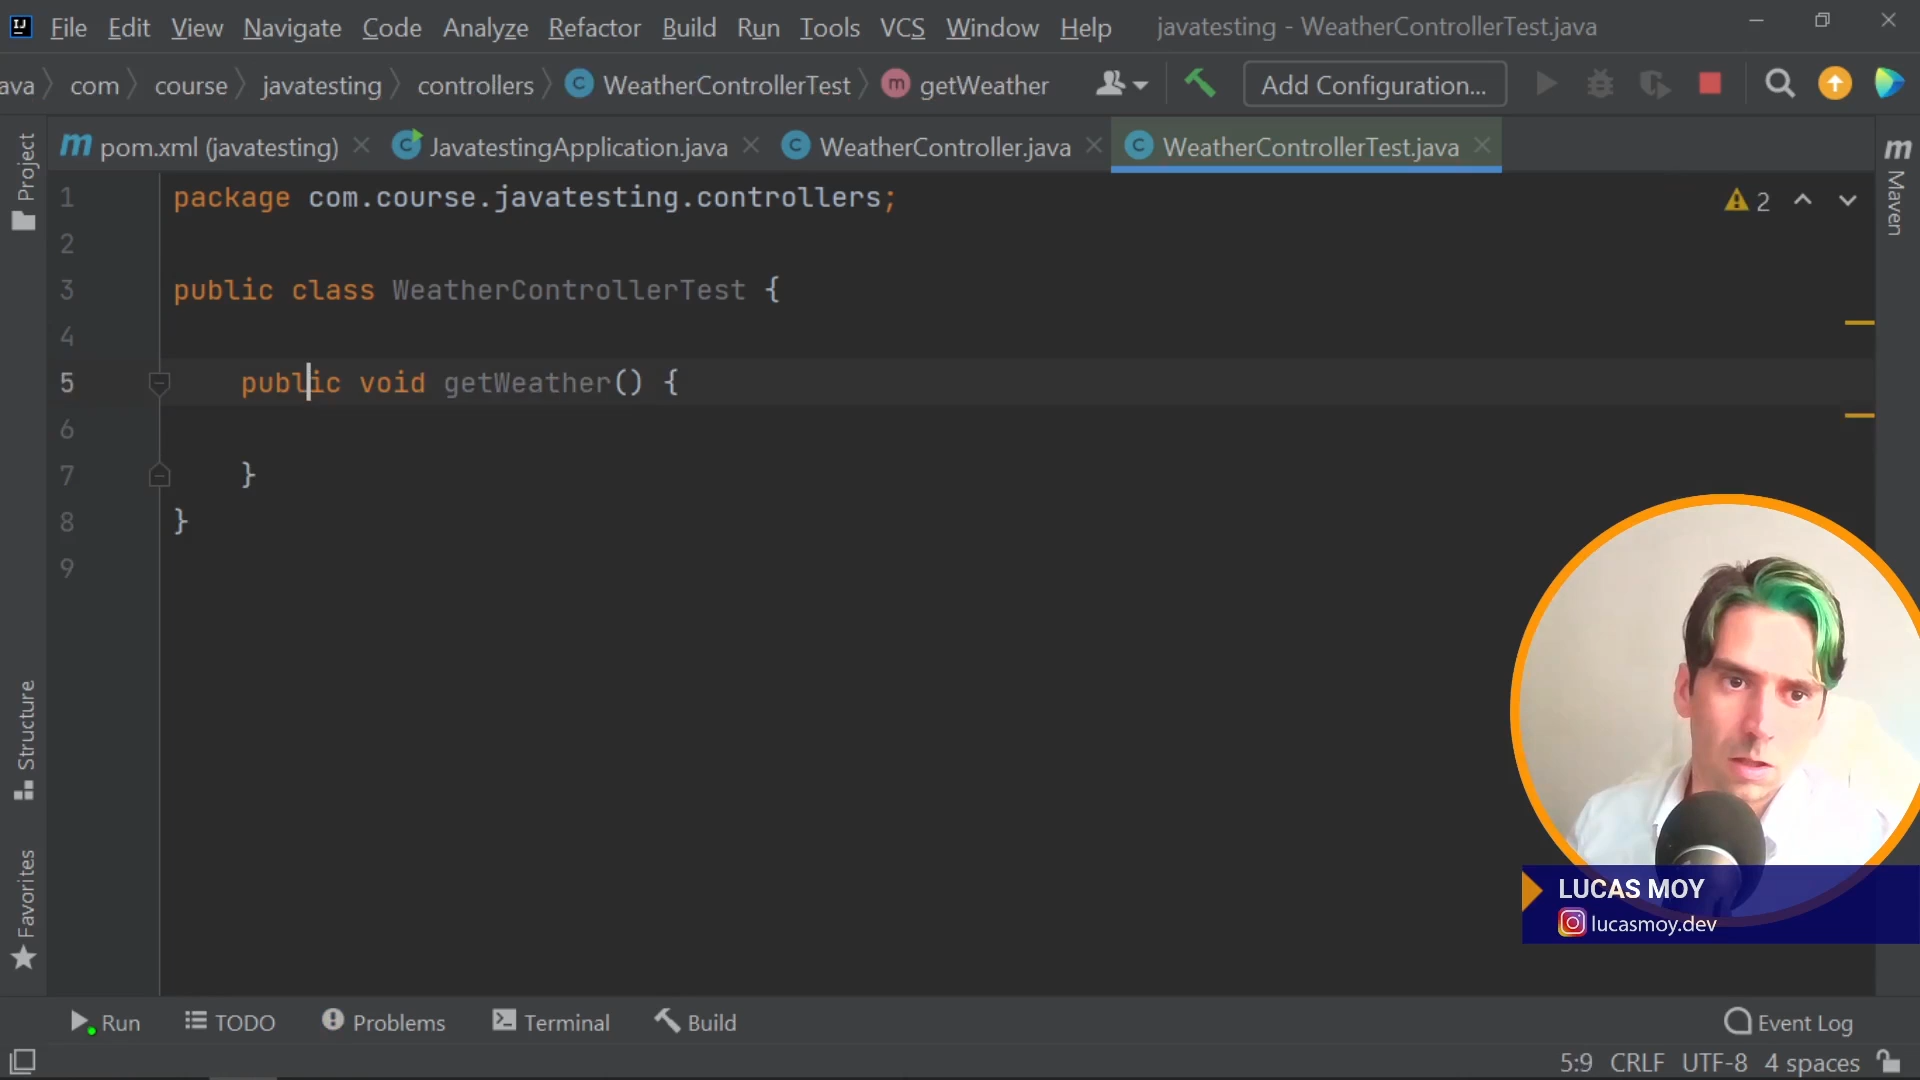 File Edit View Navigate Code Analyze Refactor Build Run Tools VCS Window Help javatesting - WeatherControllerTest.java
ava com course javatesting controllers C WeatherControllerTest m getWeather Add Configuration...
m pom.xml (javatesting) C JavatestingApplication.java C WeatherController.java C WeatherControllerTest.java
Project
Structure
Favorites
1 package com.course.javatesting.controllers;
2
3 public class WeatherControllerTest {
4
5 public void getWeather() {
6
7 }
8 }
9
2
m Maven
LUCAS MOY
lucasmoy.dev
Run TODO Problems Terminal Build Event Log
5:9 CRLF UTF-8 4 spaces